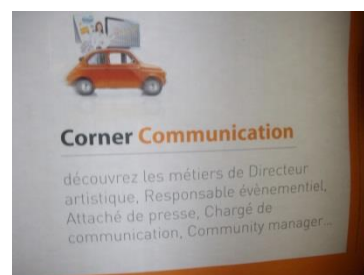 Corner Communication
découvrez les métiers de Directeur
artistique, Responsable évènementiel,
Attaché de presse, Chargé de
communication, Community manager...